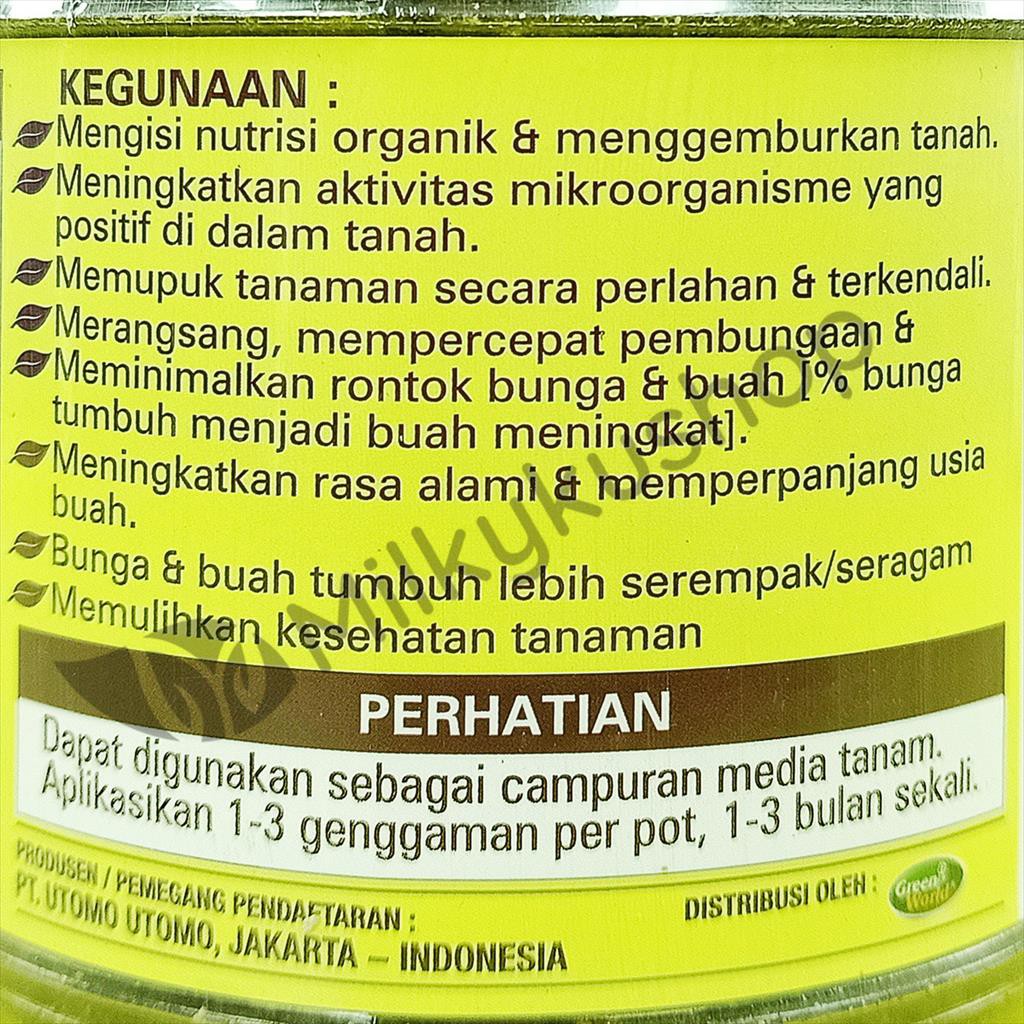 KEGUNAAN :
Mengisi nutrisi organik & menggemburkan tanah.
Meningkatkan aktivitas mikroorganisme yang
positif di dalam tanah.
Memupuk tanaman secara perlahan & terkendali.
Merangsang, mempercepat pembungaan &
Meminimalkan rontok bunga & buah [% bunga
tumbuh menjadi buah meningkat].
Meningkatkan rasa alami & memperpanjang usia
buah.
Bunga & buah tumbuh lebih serempak/seragam
Memulihkan kesehatan tanaman
Milkykushop
PERHATIAN
Dapat digunakan sebagai campuran media tanam.
Aplikasikan 1-3 genggaman per pot, 1-3 bulan sekali.
PRODUSEN / PEMEGANG PENDAFTARAN :
PT. UTOMO UTOMO, JAKARTA – INDONESIA
DISTRIBUSI OLEH :
Green
World